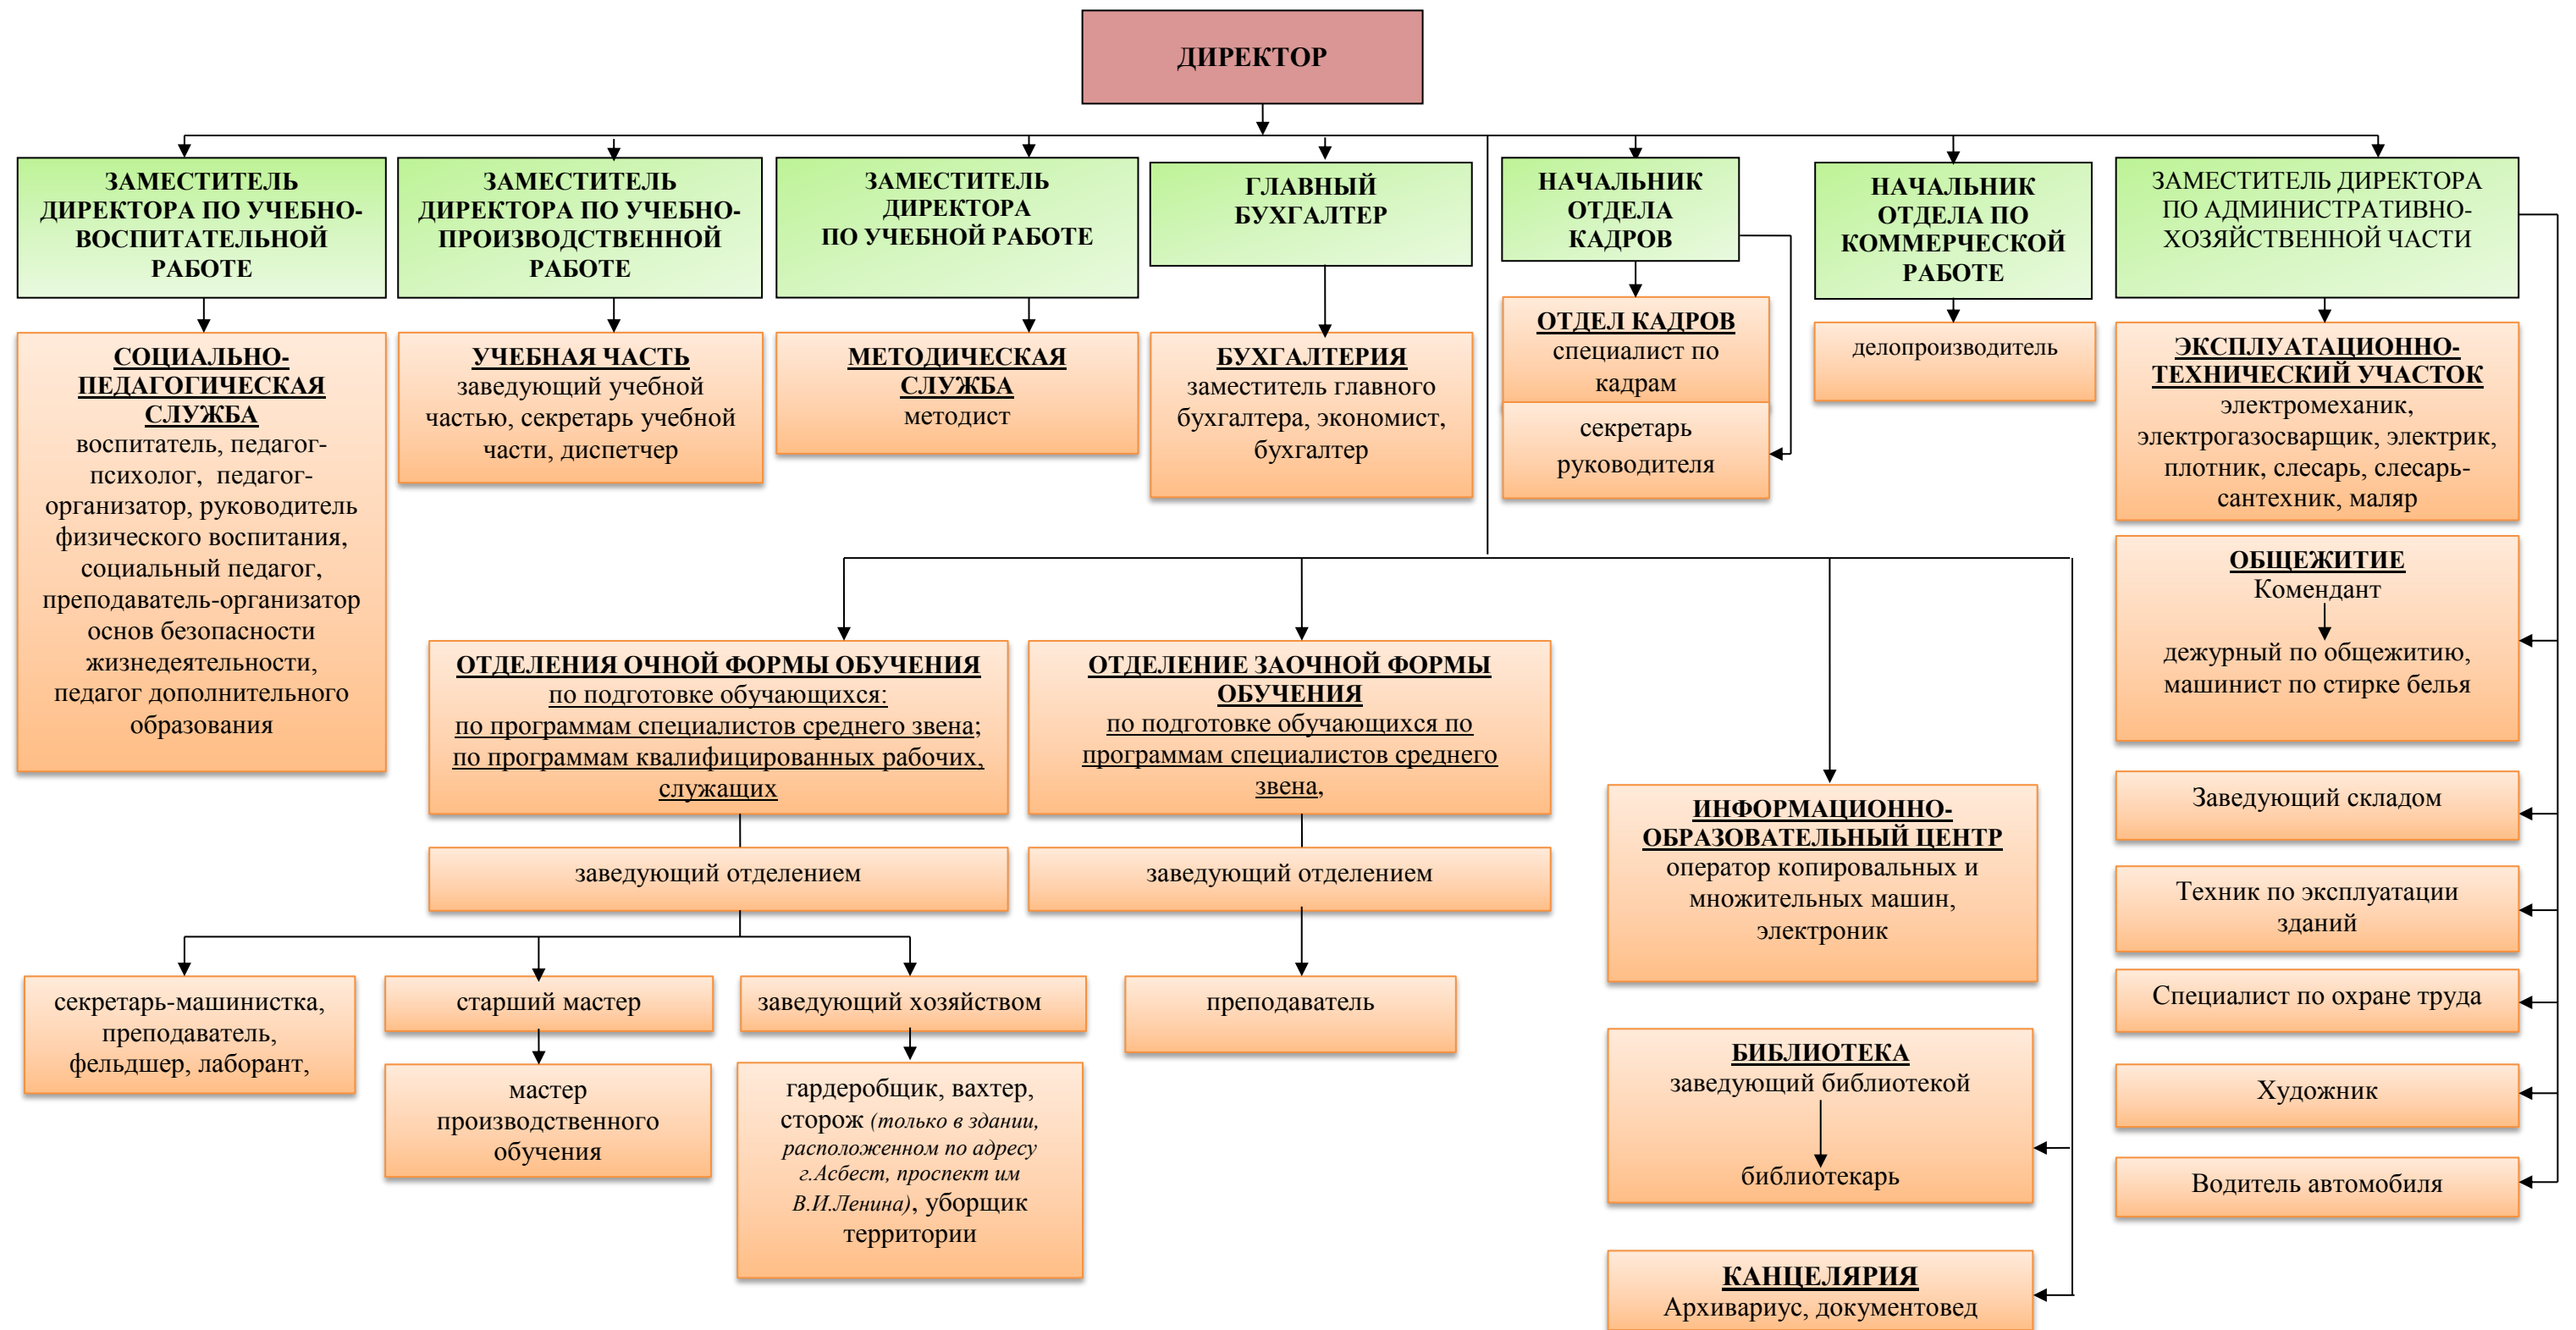 ДИРЕКТОР
ЗАМЕСТИТЕЛЬ
ДИРЕКТОРА ПО УЧЕБНО-
ВОСПИТАТЕЛЬНОЙ
РАБОТЕ
ЗАМЕСТИТЕЛЬ
ДИРЕКТОРА ПО УЧЕБНО-
ПРОИЗВОДСТВЕННОЙ
РАБОТЕ
ЗАМЕСТИТЕЛЬ
ДИРЕКТОРА
ПО УЧЕБНОЙ РАБОТЕ
ГЛАВНЫЙ
БУХГАЛТЕР
НАЧАЛЬНИК
ОТДЕЛА
КАДРОВ
НАЧАЛЬНИК
ОТДЕЛА ПО
КОММЕРЧЕСКОЙ
РАБОТЕ
ЗАМЕСТИТЕЛЬ ДИРЕКТОРА
ПО АДМИНИСТРАТИВНО-
ХОЗЯЙСТВЕННОЙ ЧАСТИ
СОЦИАЛЬНО-
ПЕДАГОГИЧЕСКАЯ
СЛУЖБА
воспитатель, педагог-
психолог, педагог-
организатор, руководитель
физического воспитания,
социальный педагог,
преподаватель-организатор
основ безопасности
жизнедеятельности,
педагог дополнительного
образования
УЧЕБНАЯ ЧАСТЬ
заведующий учебной
частью, секретарь учебной
части, диспетчер
МЕТОДИЧЕСКАЯ
СЛУЖБА
методист
БУХГАЛТЕРИЯ
заместитель главного
бухгалтера, экономист,
бухгалтер
ОТДЕЛ КАДРОВ
специалист по
кадрам
секретарь
руководителя
делопроизводитель
ЭКСПЛУАТАЦИОННО-
ТЕХНИЧЕСКИЙ УЧАСТОК
электромеханик,
электрогазосварщик, электрик,
плотник, слесарь, слесарь-
сантехник, маляр
ОБЩЕЖИТИЕ
Комендант
дежурный по общежитию,
машинист по стирке белья
Заведующий складом
Техник по эксплуатации
зданий
Специалист по охране труда
Художник
Водитель автомобиля
ОТДЕЛЕНИЯ ОЧНОЙ ФОРМЫ ОБУЧЕНИЯ
по подготовке обучающихся:
по программам специалистов среднего звена;
по программам квалифицированных рабочих,
служащих
ОТДЕЛЕНИЕ ЗАОЧНОЙ ФОРМЫ
ОБУЧЕНИЯ
по подготовке обучающихся по
программам специалистов среднего
звена,
заведующий отделением
заведующий отделением
секретарь-машинистка,
преподаватель,
фельдшер, лаборант,
старший мастер
мастер
производственного
обучения
заведующий хозяйством
гардеробщик, вахтер,
сторож (только в здании,
расположенном по адресу
г.Асбест, проспект им
В.И.Ленина), уборщик
территории
преподаватель
ИНФОРМАЦИОННО-
ОБРАЗОВАТЕЛЬНЫЙ ЦЕНТР
оператор копировальных и
множительных машин,
электроник
БИБЛИОТЕКА
заведующий библиотекой
библиотекарь
КАНЦЕЛЯРИЯ
Архивариус, документовед